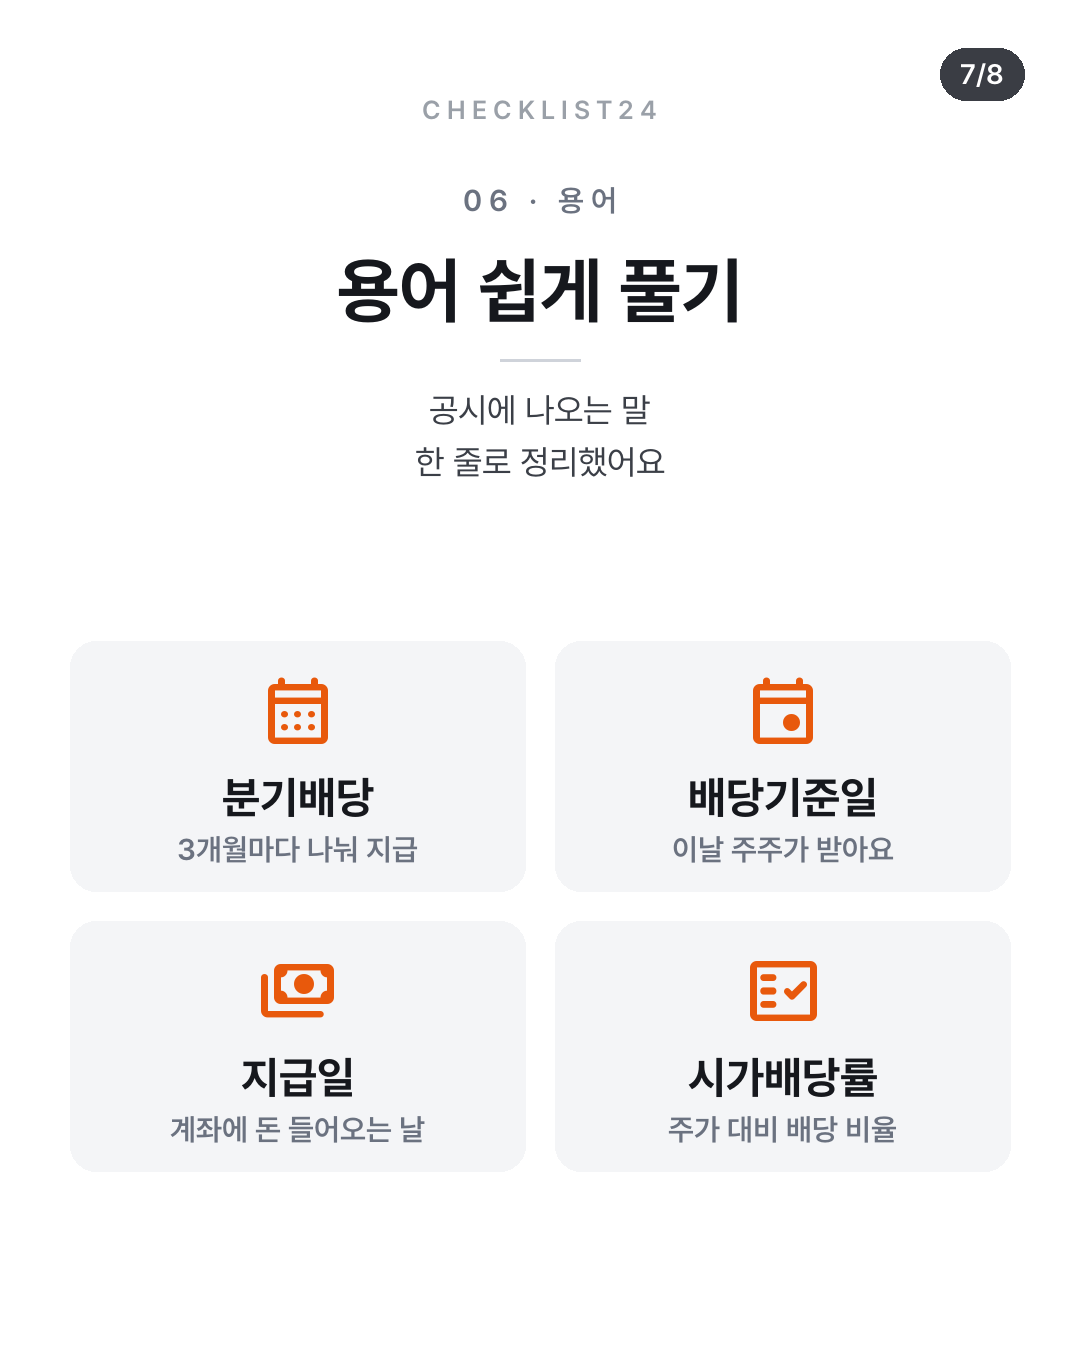 7/8
CHECKLIST24
06 · 용어
용어 쉽게 풀기
공시에 나오는 말
한 줄로 정리했어요
분기배당
3개월마다 나눠 지급
배당기준일
이날 주주가 받아요
지급일
계좌에 돈 들어오는 날
시가배당률
주가 대비 배당 비율